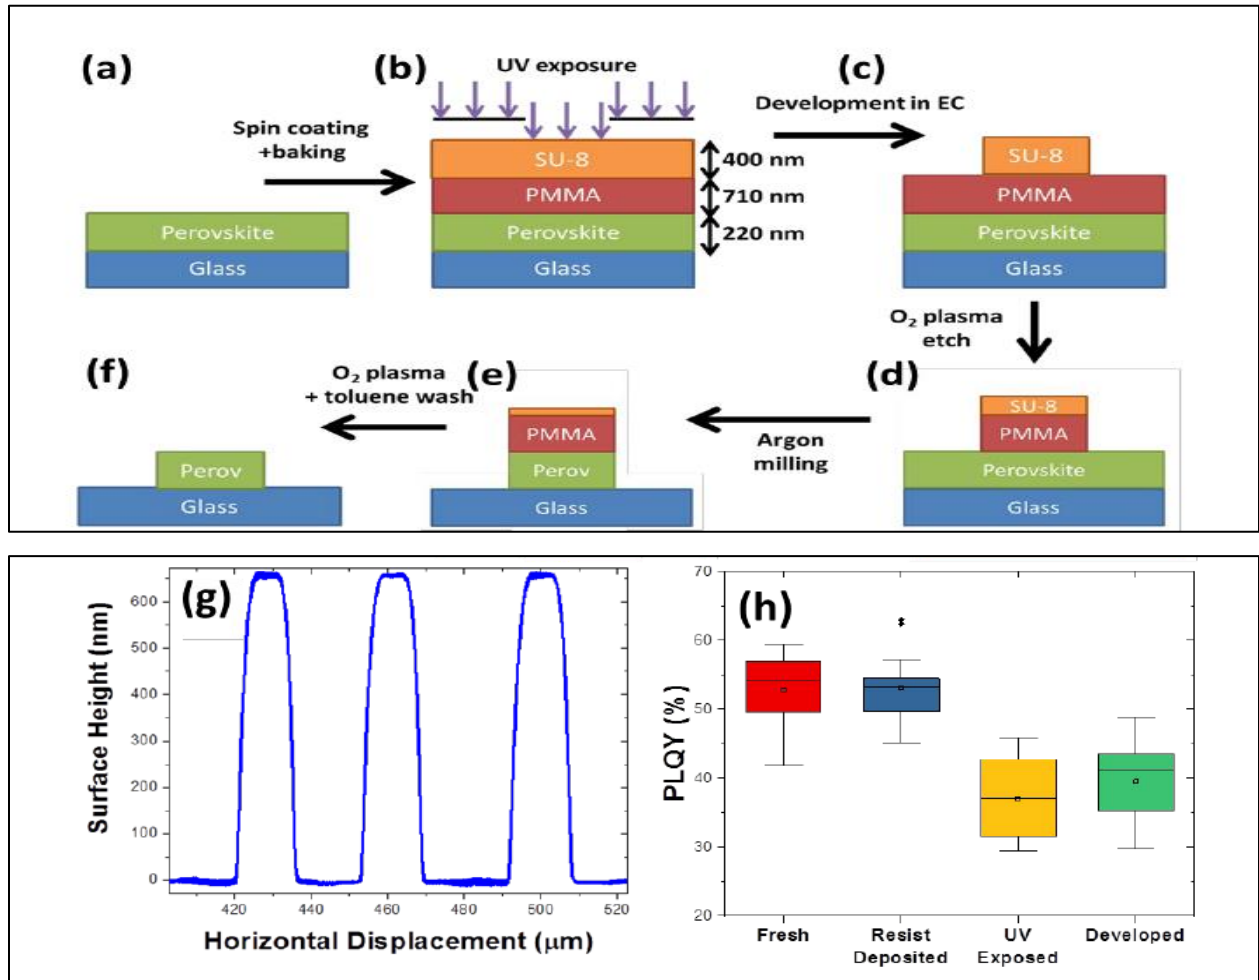 (a)
(b)
UV exposure
(c)
Spin coating
+baking
Development in EC
SU-8
PMMA
Perovskite
Glass
400 nm
710 nm
220 nm
Perovskite
Glass
SU-8
PMMA
Perovskite
Glass
O₂ plasma
etch
(f)
O₂ plasma
+ toluene wash
(e)
(d)
Perov
Glass
PMMA
Perov
Glass
Argon
milling
SU-8
PMMA
Perovskite
Glass
(g)
Surface Height (nm)
600
500
400
300
200
100
0
420
440
460
480
500
520
Horizontal Displacement (μm)
(h)
PLQY (%)
70
60
50
40
30
20
Fresh
Resist
Deposited
UV
Exposed
Developed